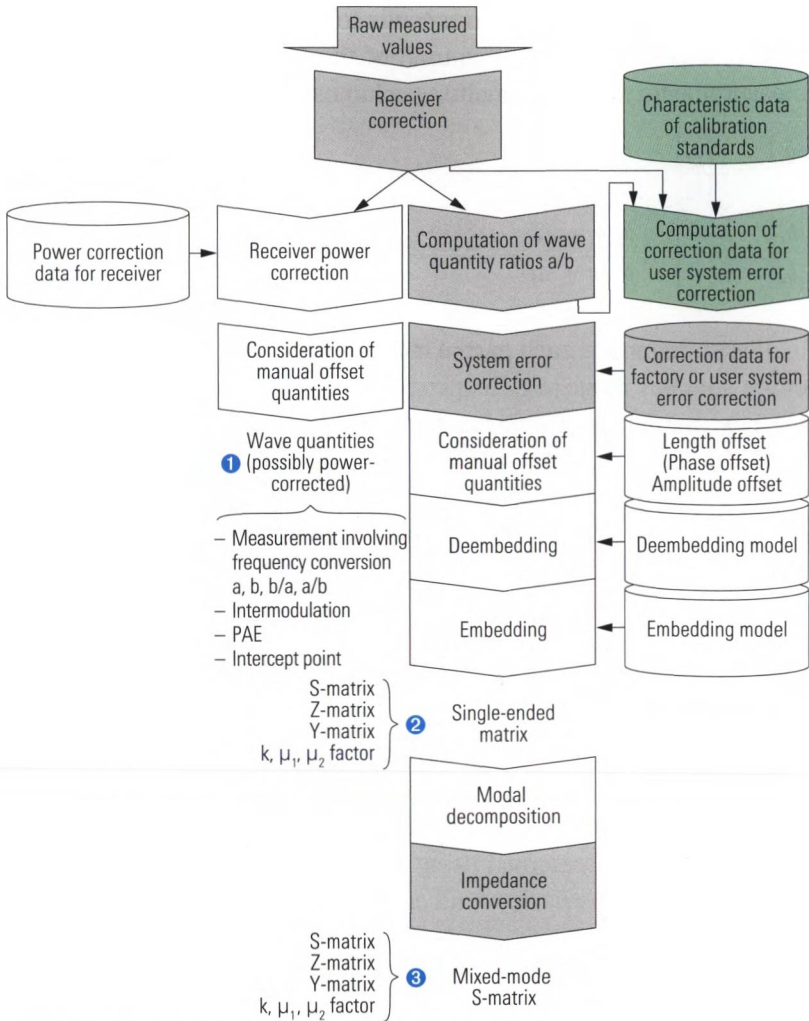 Raw measured
values
Receiver
correction
Characteristic data
of calibration
standards
Power correction
data for receiver
Receiver power
correction
Computation of wave
quantity ratios a/b
Computation of
correction data for
user system error
correction
Consideration of
manual offset
quantities
System error
correction
Correction data for
factory or user system
error correction
1 Wave quantities
(possibly power-
corrected)
Consideration of
manual offset
quantities
Length offset
(Phase offset)
Amplitude offset
– Measurement involving
frequency conversion
a, b, b/a, a/b
– Intermodulation
– PAE
– Intercept point
Deembedding
Deembedding model
Embedding
Embedding model
S-matrix
Z-matrix
Y-matrix
k, μ₁, μ₂ factor
2 Single-ended
matrix
Modal
decomposition
Impedance
conversion
S-matrix
Z-matrix
Y-matrix
k, μ₁, μ₂ factor
3 Mixed-mode
S-matrix